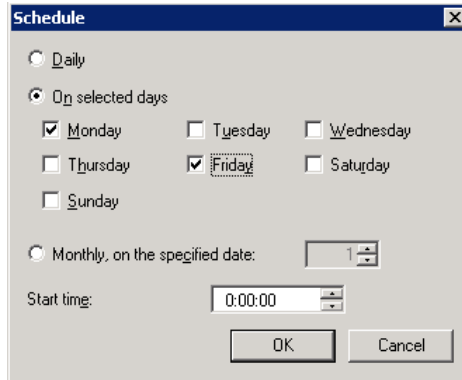 Schedule
Daily
On selected days
Monday Tuesday Wednesday
Thursday Friday Saturday
Sunday
Monthly, on the specified date: 1
Start time: 0:00:00
OK Cancel